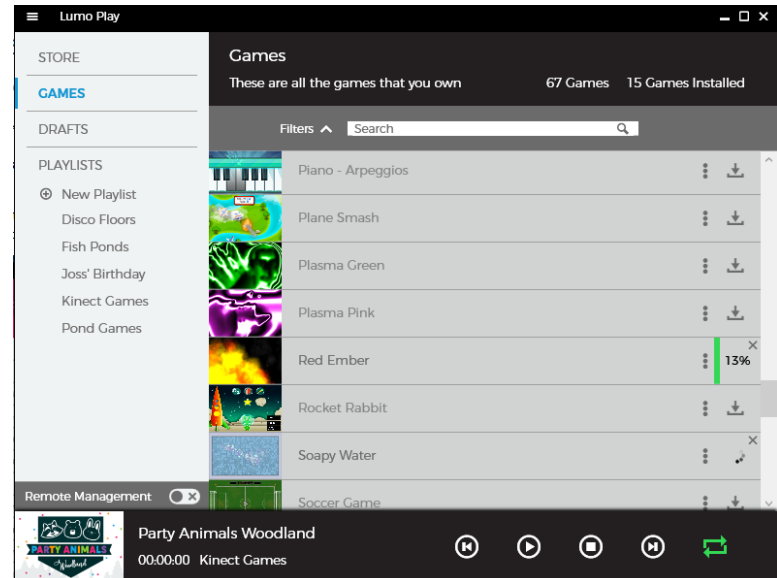 Lumo Play
STORE
GAMES
DRAFTS
PLAYLISTS
New Playlist
Disco Floors
Fish Ponds
Joss' Birthday
Kinect Games
Pond Games
Remote Management
Games
These are all the games that you own
67 Games
15 Games Installed
Filters
Search
Piano - Arpeggios
Plane Smash
Plasma Green
Plasma Pink
Red Ember
13%
Rocket Rabbit
Soapy Water
Soccer Game
PARTY ANIMALS
Woodland
Party Animals Woodland
00:00:00 Kinect Games